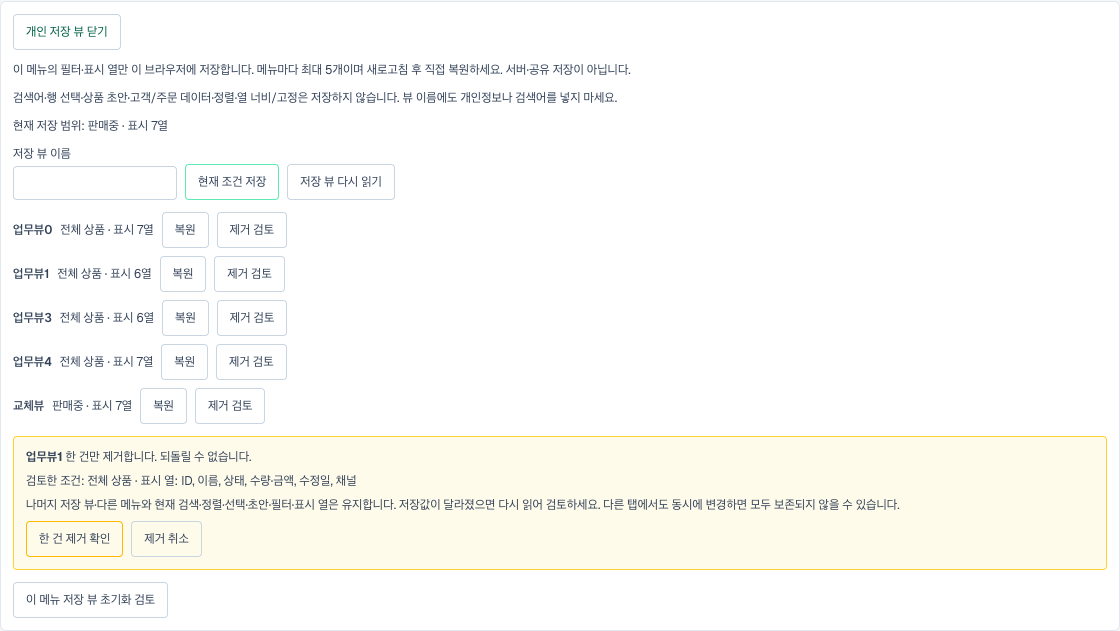 개인 저장 뷰 닫기
이 메뉴의 필터·표시 열만 이 브라우저에 저장합니다. 메뉴마다 최대 5개이며 새로고침 후 직접 복원하세요. 서버·공유 저장이 아닙니다.
검색어·행 선택·상품 초안·고객/주문 데이터·정렬·열 너비/고정은 저장하지 않습니다. 뷰 이름에도 개인정보나 검색어를 넣지 마세요.
현재 저장 범위: 판매중 · 표시 7열
저장 뷰 이름
현재 조건 저장 저장 뷰 다시 읽기
업무뷰0 전체 상품 · 표시 7열 복원 제거 검토
업무뷰1 전체 상품 · 표시 6열 복원 제거 검토
업무뷰3 전체 상품 · 표시 6열 복원 제거 검토
업무뷰4 전체 상품 · 표시 7열 복원 제거 검토
교체뷰 판매중 · 표시 7열 복원 제거 검토
업무뷰1 한 건만 제거합니다. 되돌릴 수 없습니다.
검토한 조건: 전체 상품 · 표시 열: ID, 이름, 상태, 수량·금액, 수정일, 채널
나머지 저장 뷰·다른 메뉴와 현재 검색·정렬·선택·초안·필터·표시 열은 유지합니다. 저장값이 달라졌으면 다시 읽어 검토하세요. 다른 탭에서도 동시에 변경하면 모두 보존되지 않을 수 있습니다.
한 건 제거 확인 제거 취소
이 메뉴 저장 뷰 초기화 검토